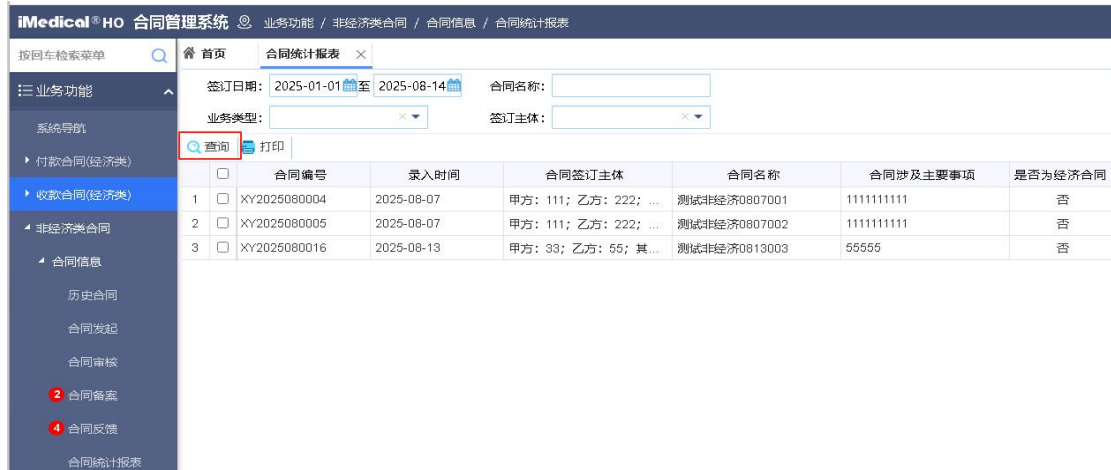 iMedical®HO 合同管理系统 业务功能 / 非经济类合同 / 合同信息 / 合同统计报表
按回车检索菜单
首页 合同统计报表 ×
业务功能
系统导航
付款合同(经济类)
收款合同(经济类)
非经济类合同
合同信息
历史合同
合同发起
合同审核
2 合同备案
4 合同反馈
合同统计报表
签订日期: 2025-01-01 至 2025-08-14 合同名称:
业务类型: 签订主体:
查询 打印
合同编号 录入时间 合同签订主体 合同名称 合同涉及主要事项 是否为经济合同
1 XY2025080004 2025-08-07 甲方: 111; 乙方: 222; ... 测试非经济0807001 1111111111 否
2 XY2025080005 2025-08-07 甲方: 111; 乙方: 222; ... 测试非经济0807002 1111111111 否
3 XY2025080016 2025-08-13 甲方: 33; 乙方: 55; 其... 测试非经济0813003 55555 否